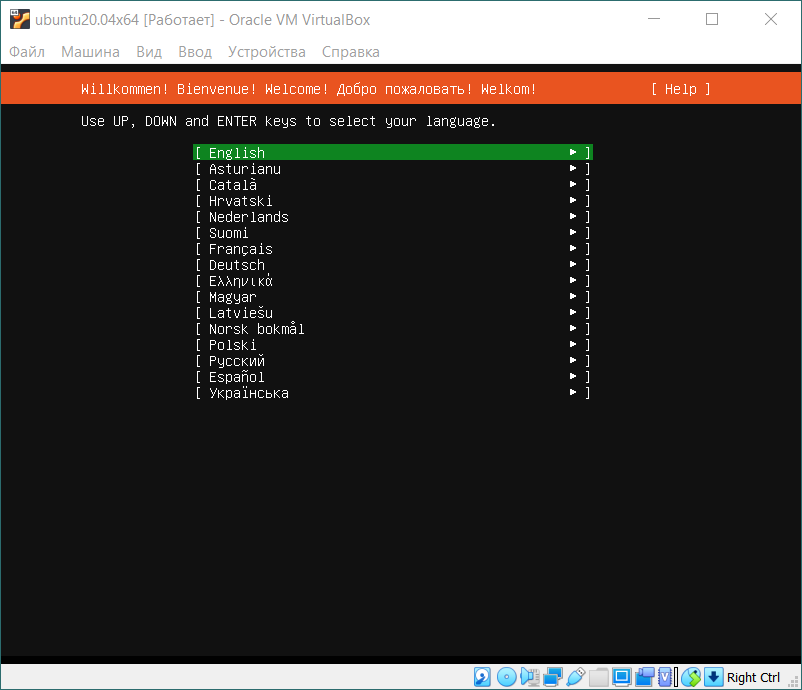 ubuntu20.04x64 [Работает] - Oracle VM VirtualBox
Файл Машина Вид Ввод Устройства Справка
Willkommen! Bienvenue! Welcome! Добро пожаловать! Welkom! [ Help ]
Use UP, DOWN and ENTER keys to select your language.
[ English ► ]
[ Asturianu ► ]
[ Català ► ]
[ Hrvatski ► ]
[ Nederlands ► ]
[ Suomi ► ]
[ Français ► ]
[ Deutsch ► ]
[ Ελληνικά ► ]
[ Magyar ► ]
[ Latviešu ► ]
[ Norsk bokmål ► ]
[ Polski ► ]
[ Русский ► ]
[ Español ► ]
[ Українська ► ]
Right Ctrl